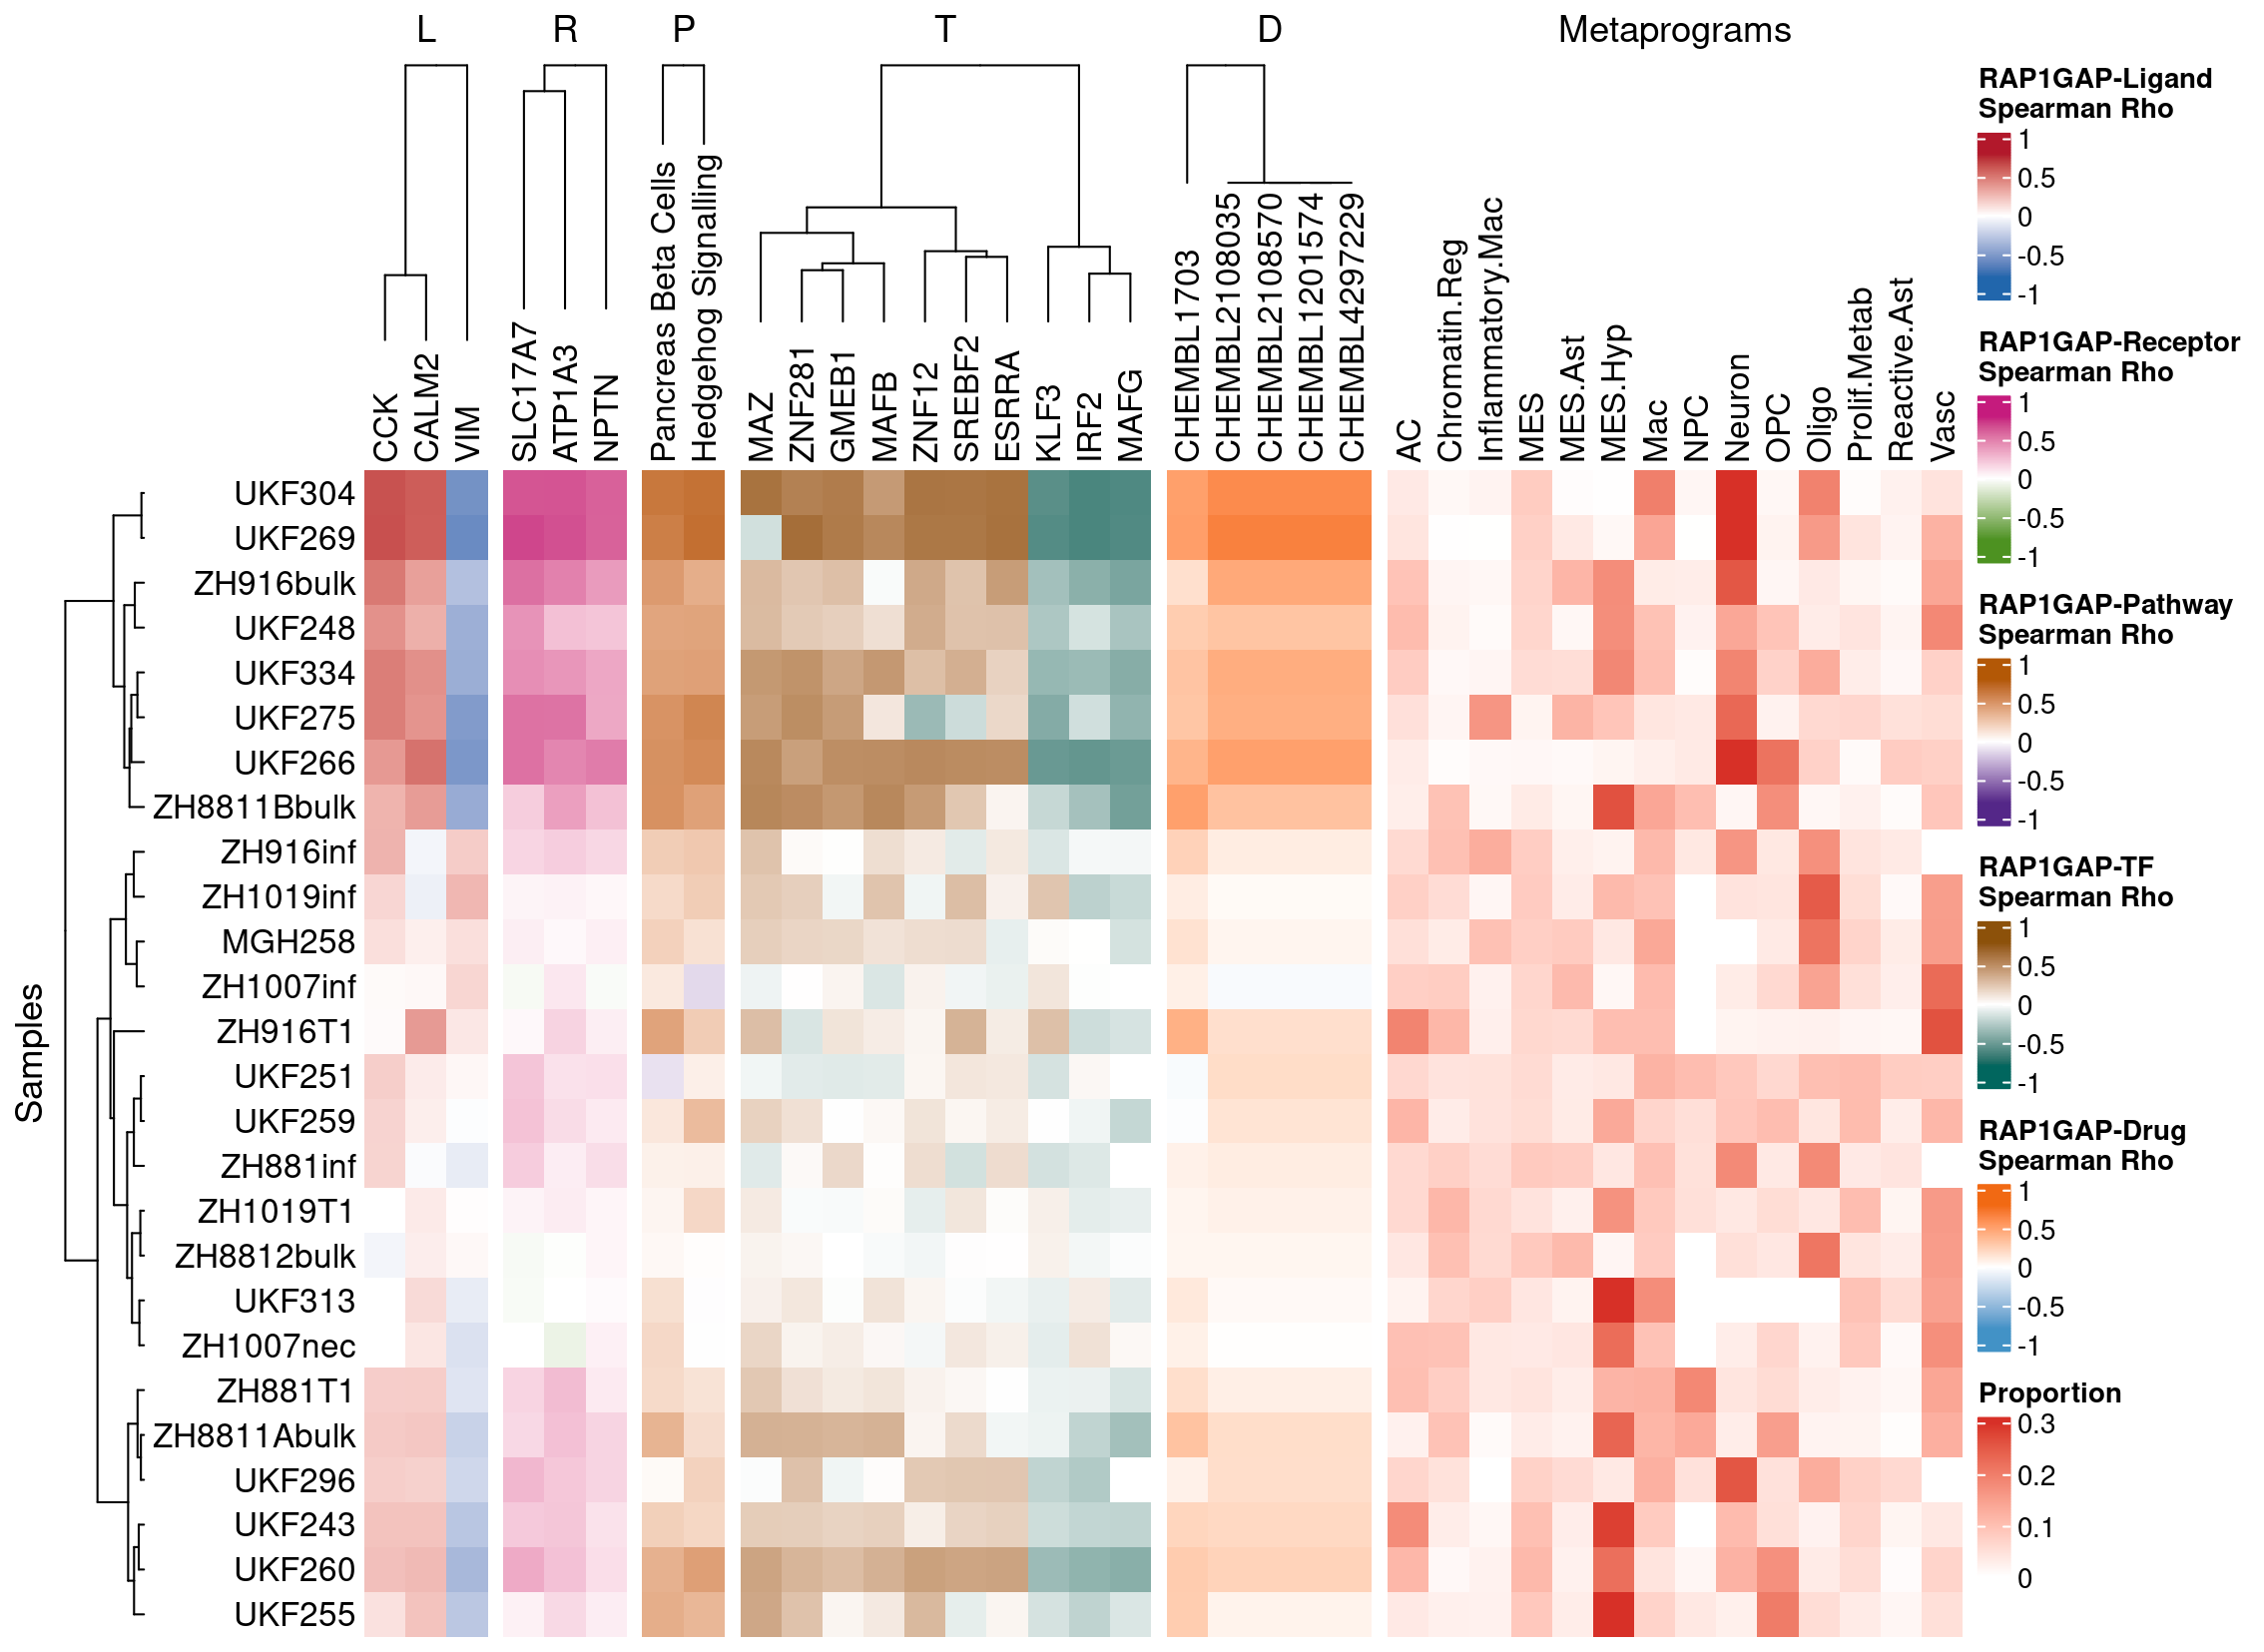 L R P T D Metaprograms
CCK
CALM2
VIM
SLC17A7
ATP1A3
NPTN
Pancreas Beta Cells
Hedgehog Signalling
MAZ
ZNF281
GMEB1
MAFB
ZNF12
SREBF2
ESRRA
KLF3
IRF2
MAFG
CHEMBL1703
CHEMBL2108035
CHEMBL2108570
CHEMBL1201574
CHEMBL4297229
AC
Chromatin.Reg
Inflammatory.Mac
MES
MES.Ast
MES.Hyp
Mac
NPC
Neuron
OPC
Oligo
Prolif.Metab
Reactive.Ast
Vasc
Samples
UKF304
UKF269
ZH916bulk
UKF248
UKF334
UKF275
UKF266
ZH8811Bbulk
ZH916inf
ZH1019inf
MGH258
ZH1007inf
ZH916T1
UKF251
UKF259
ZH881inf
ZH1019T1
ZH8812bulk
UKF313
ZH1007nec
ZH881T1
ZH8811Abulk
UKF296
UKF243
UKF260
UKF255
RAP1GAP-Ligand
Spearman Rho
1
0.5
0
-0.5
-1
RAP1GAP-Receptor
Spearman Rho
1
0.5
0
-0.5
-1
RAP1GAP-Pathway
Spearman Rho
1
0.5
0
-0.5
-1
RAP1GAP-TF
Spearman Rho
1
0.5
0
-0.5
-1
RAP1GAP-Drug
Spearman Rho
1
0.5
0
-0.5
-1
Proportion
0.3
0.2
0.1
0